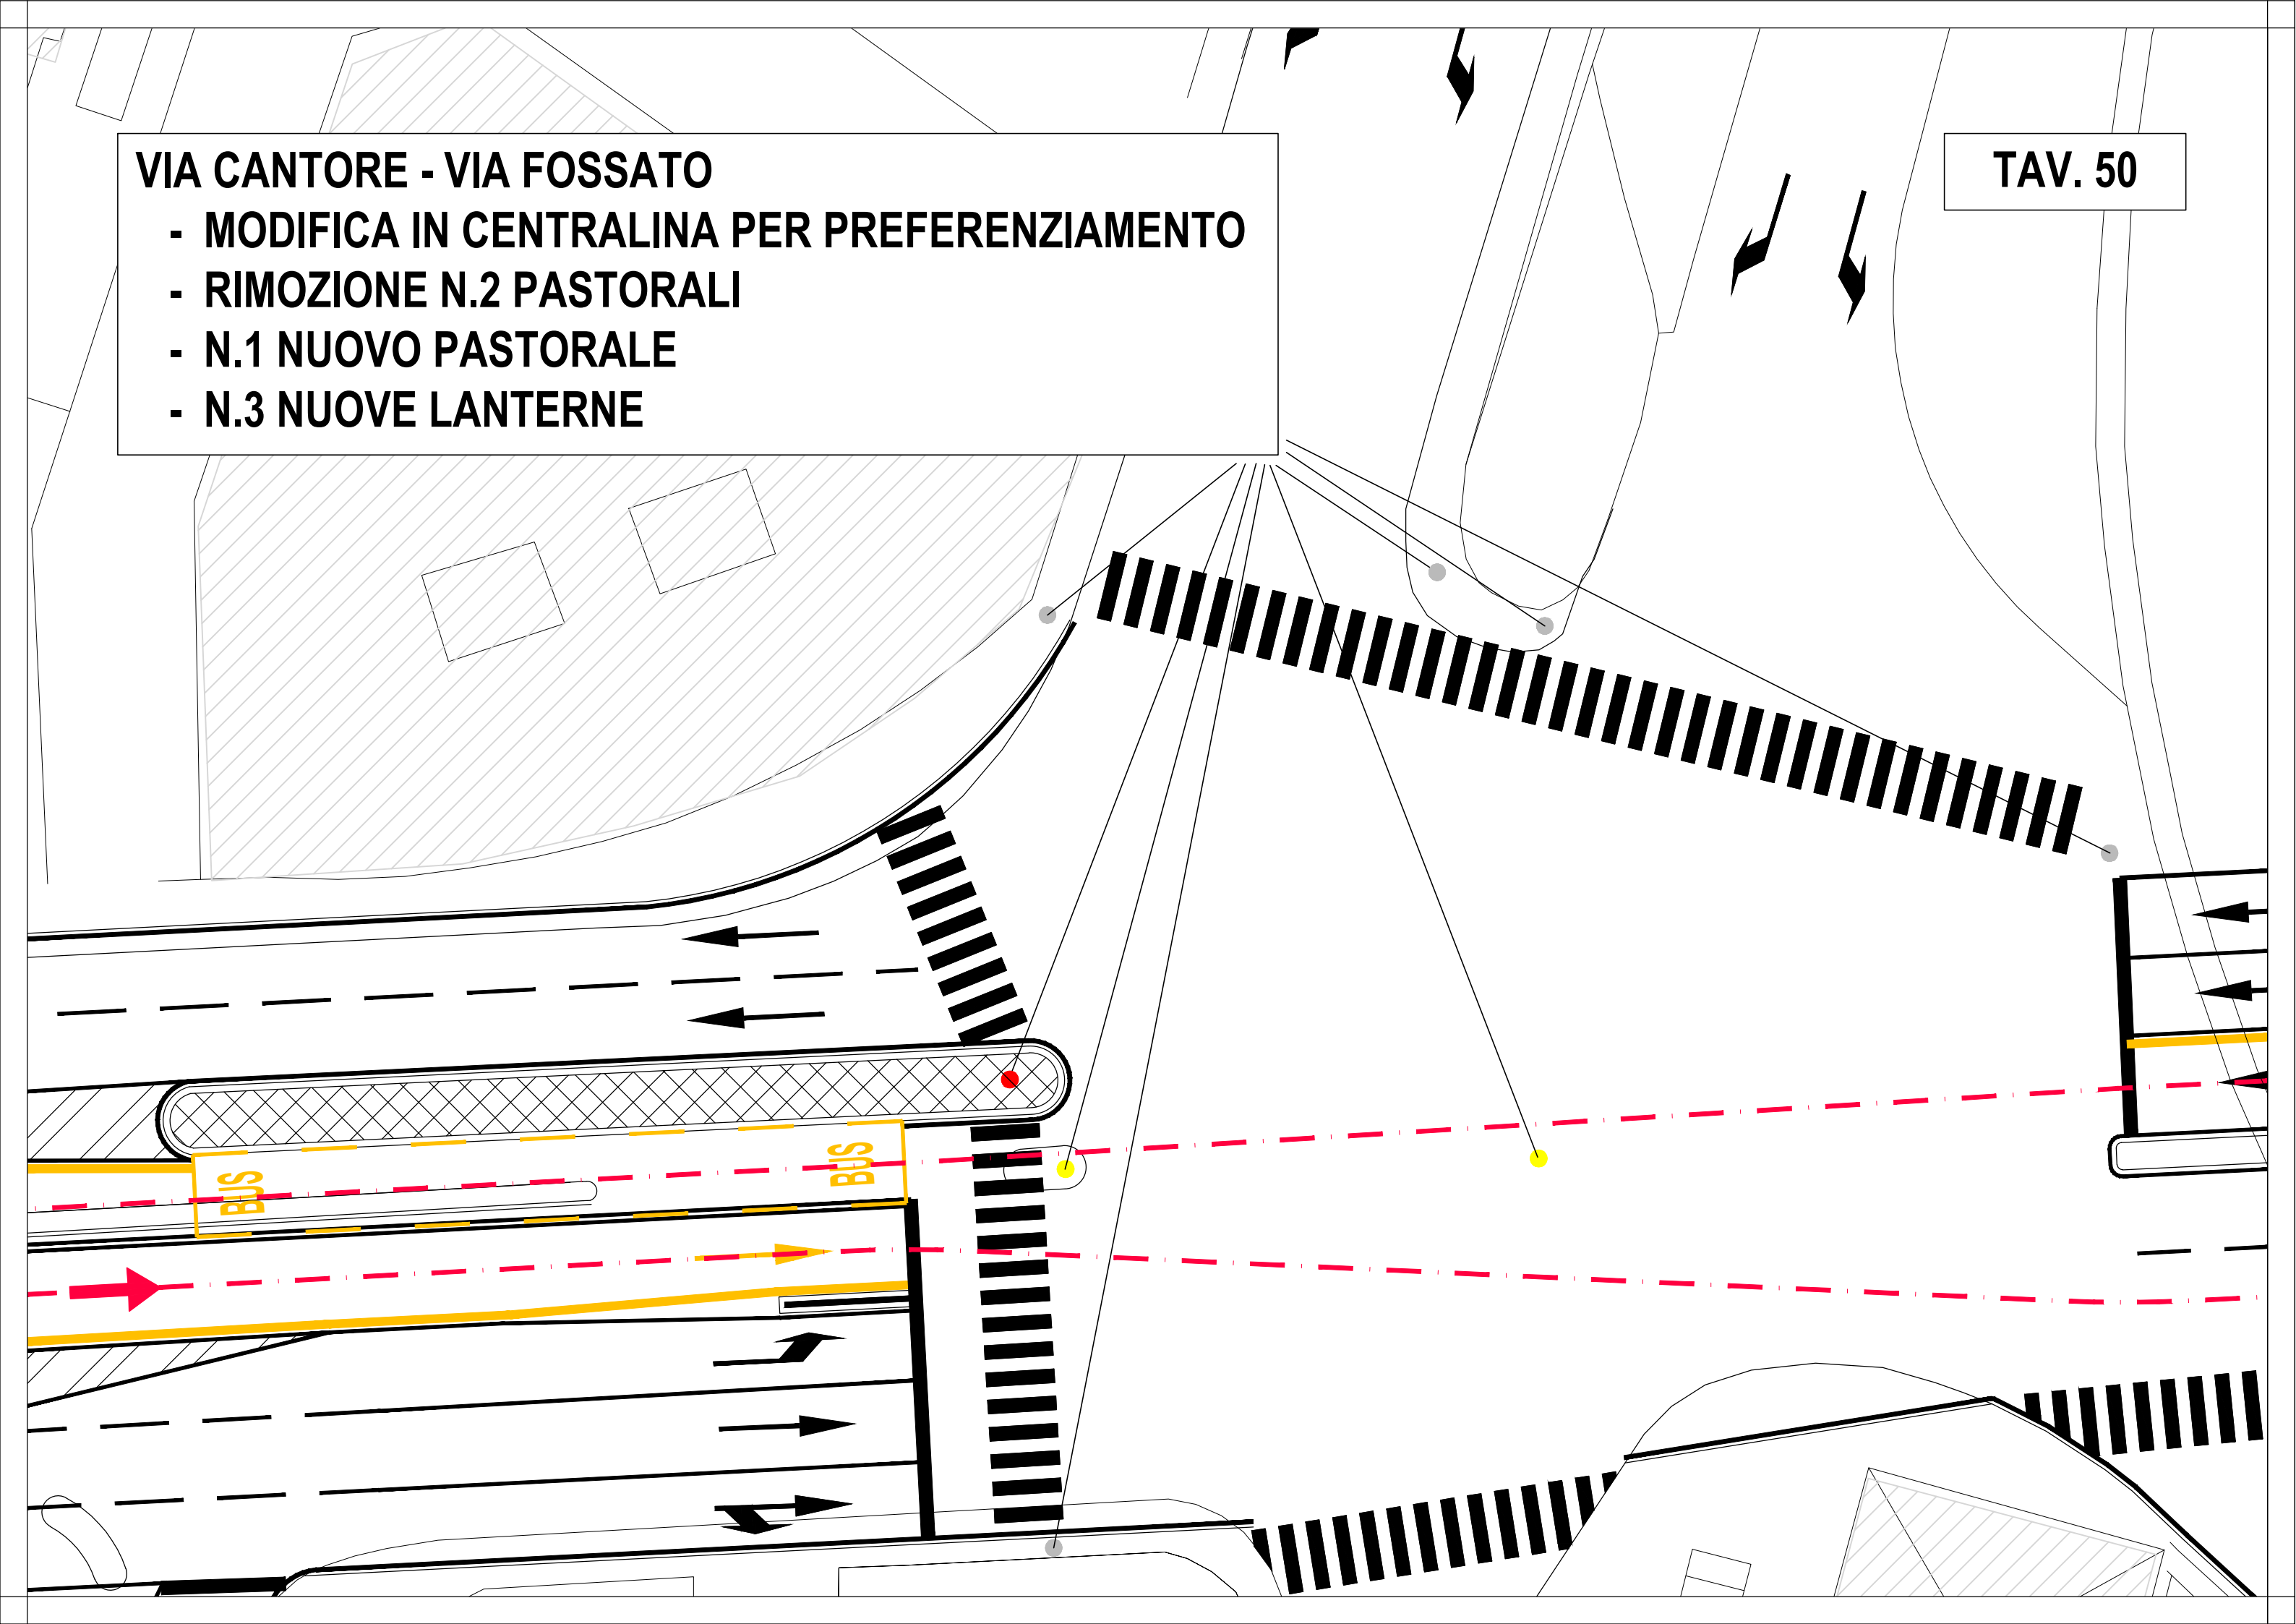 VIA CANTORE - VIA FOSSATO
- MODIFICA IN CENTRALINA PER PREFERENZIAMENTO
- RIMOZIONE N.2 PASTORALI
- N.1 NUOVO PASTORALE
- N.3 NUOVE LANTERNE
TAV. 50
BUS
BUS